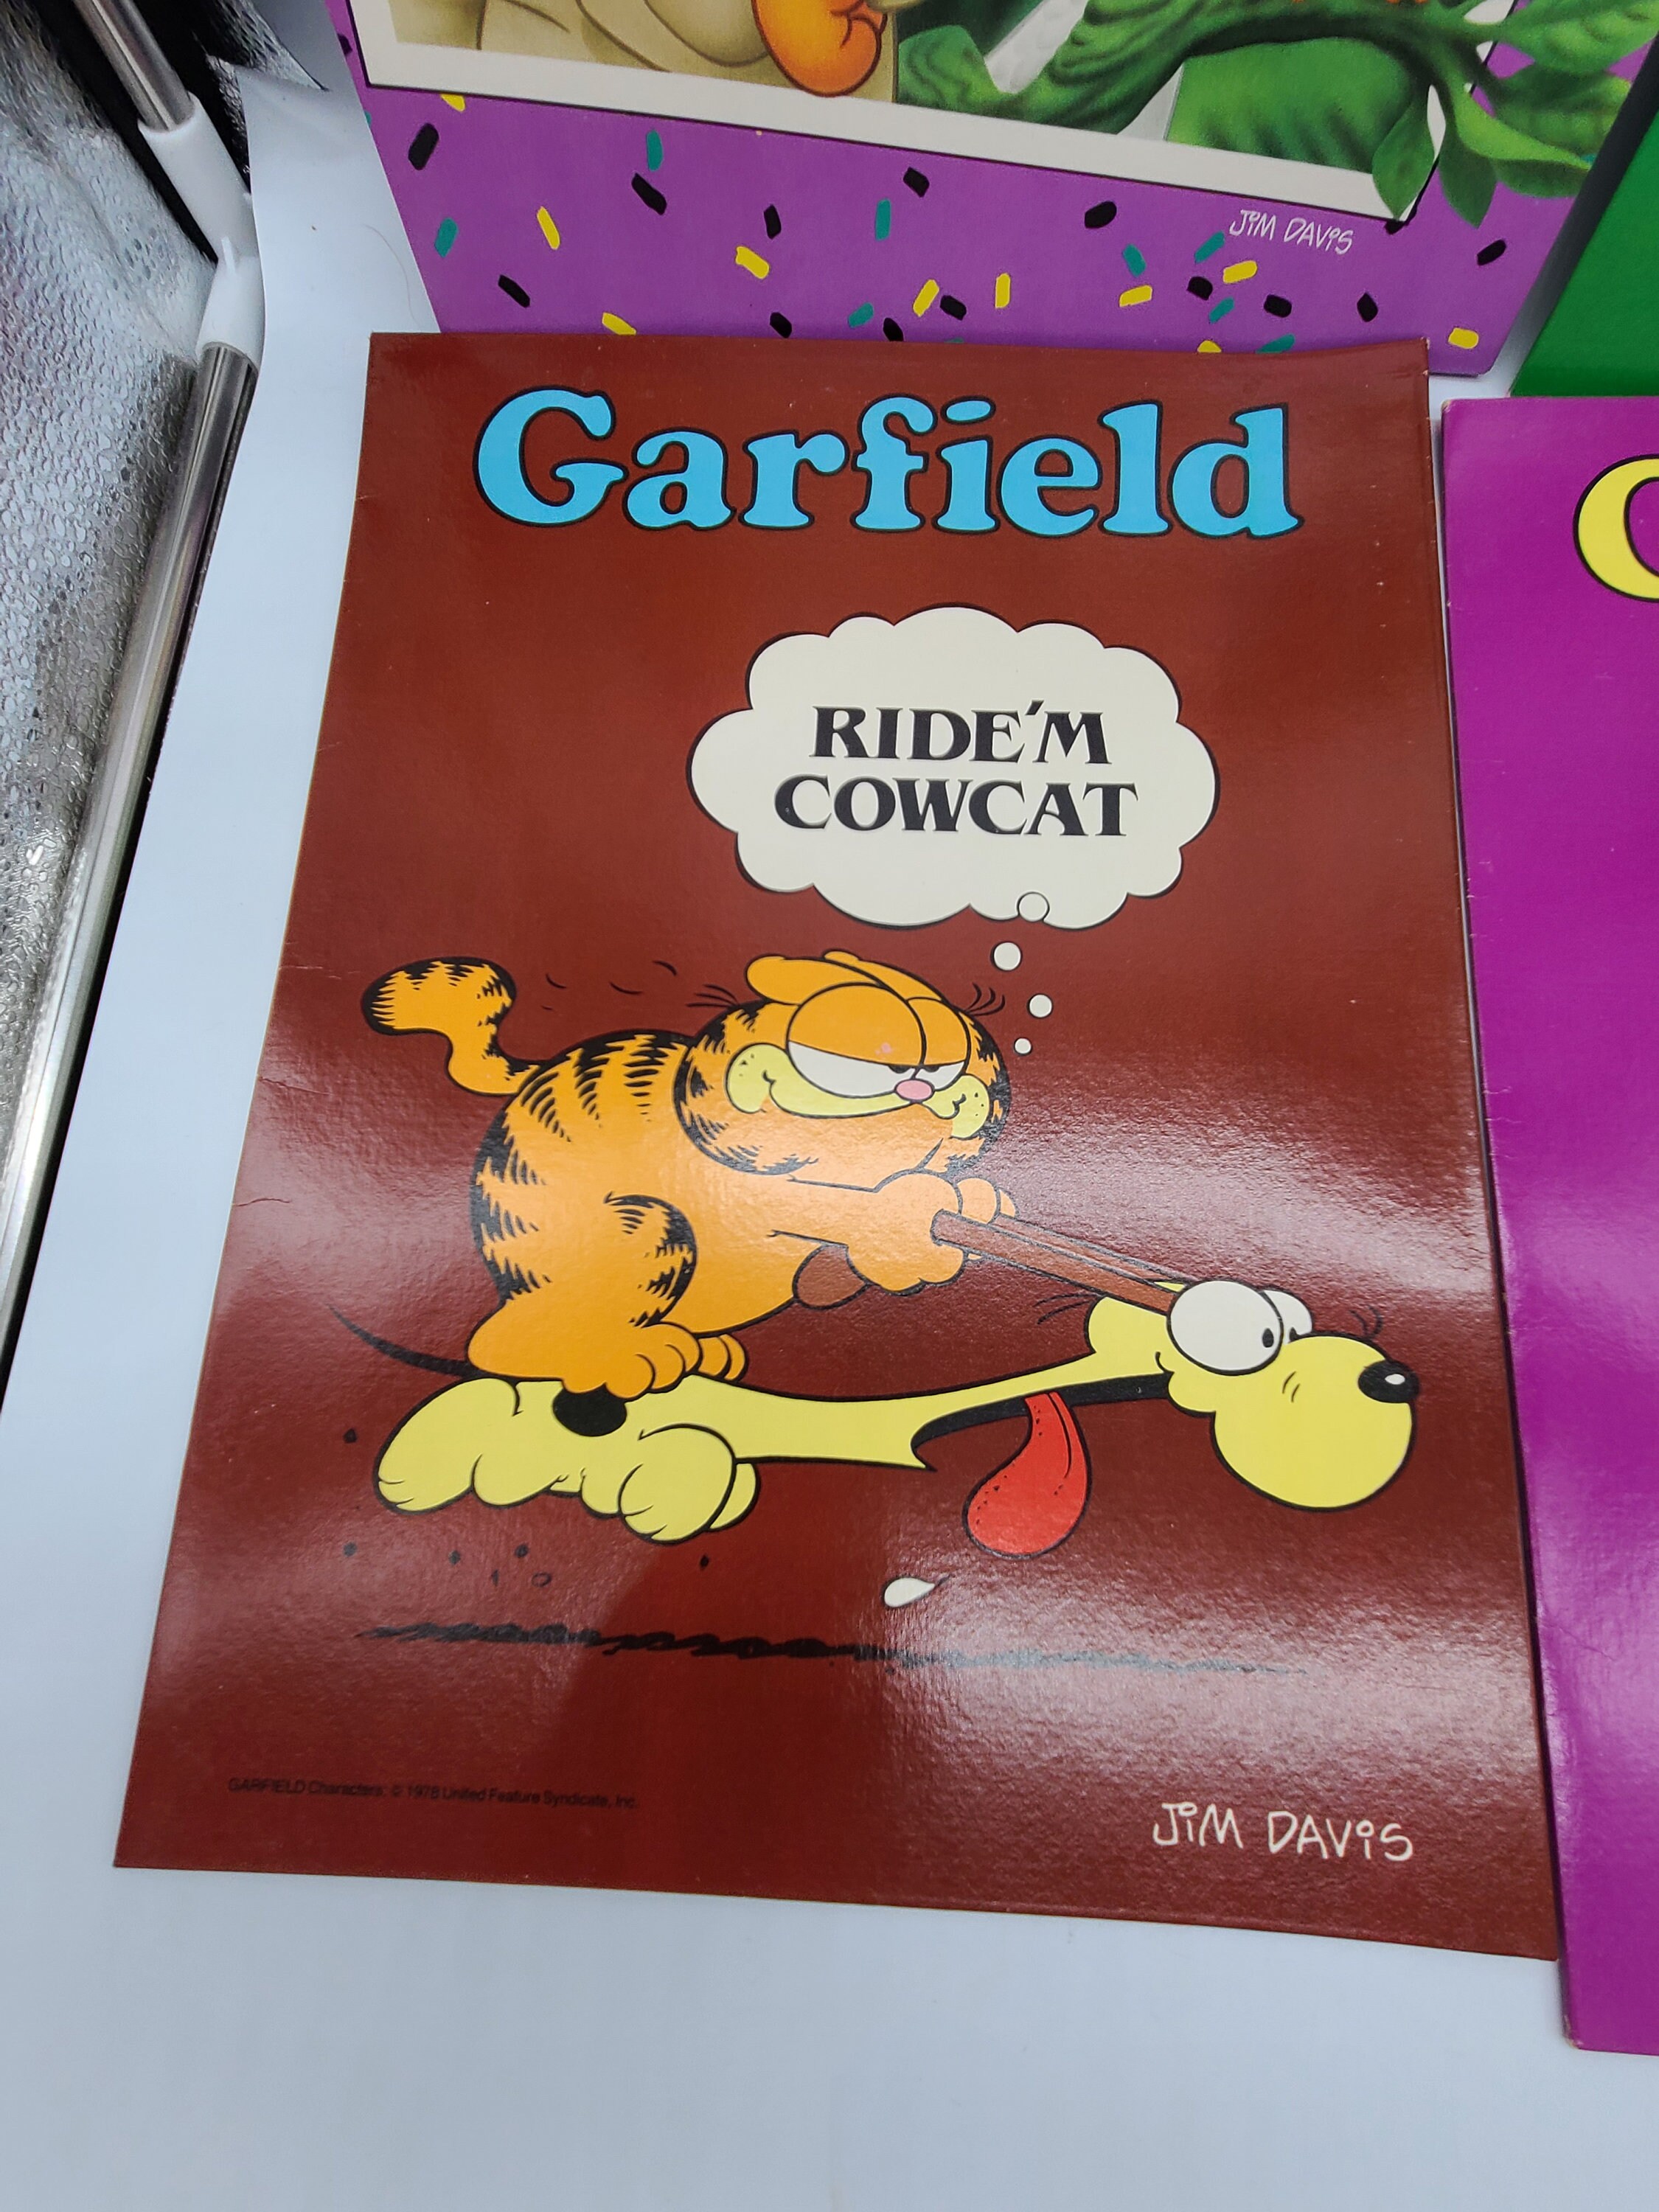 JIM DAVIS
Garfield
RIDE'M
COWCAT
GARFIELD Characters: © 1978 United Feature Syndicate, Inc.
JIM DAVIS